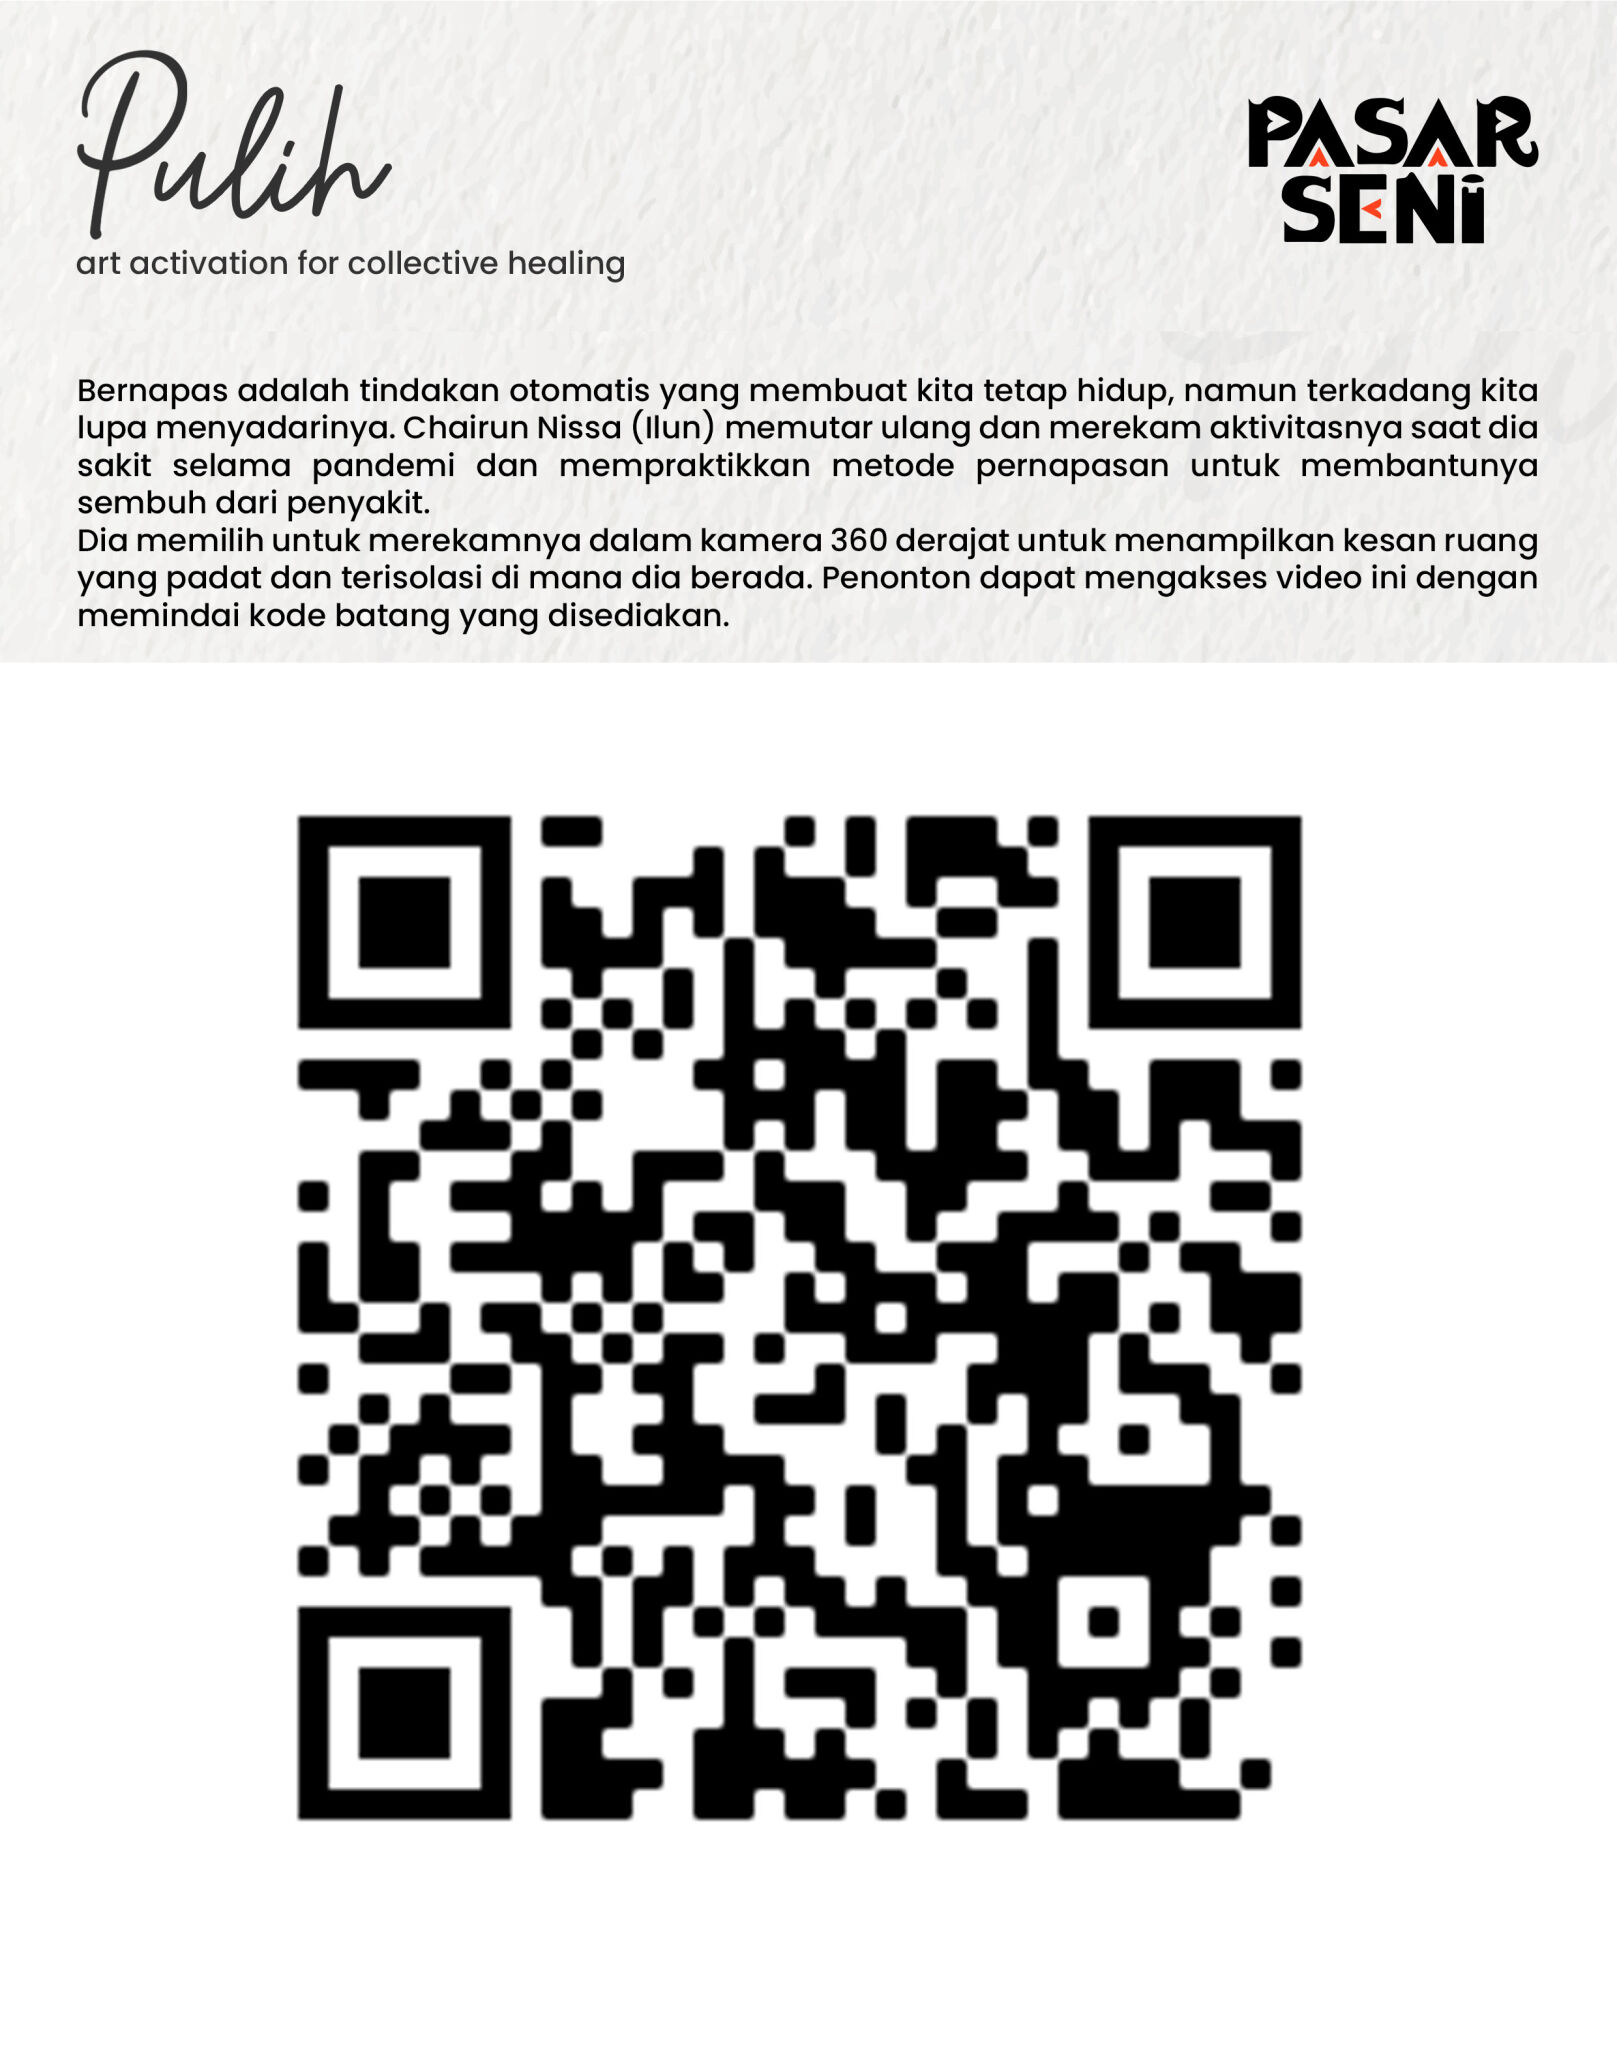 Pulih
art activation for collective healing
PASAR
SENI
Bernapas adalah tindakan otomatis yang membuat kita tetap hidup, namun terkadang kita
lupa menyadarinya. Chairun Nissa (Ilun) memutar ulang dan merekam aktivitasnya saat dia
sakit selama pandemi dan mempraktikkan metode pernapasan untuk membantunya
sembuh dari penyakit.
Dia memilih untuk merekamnya dalam kamera 360 derajat untuk menampilkan kesan ruang
yang padat dan terisolasi di mana dia berada. Penonton dapat mengakses video ini dengan
memindai kode batang yang disediakan.